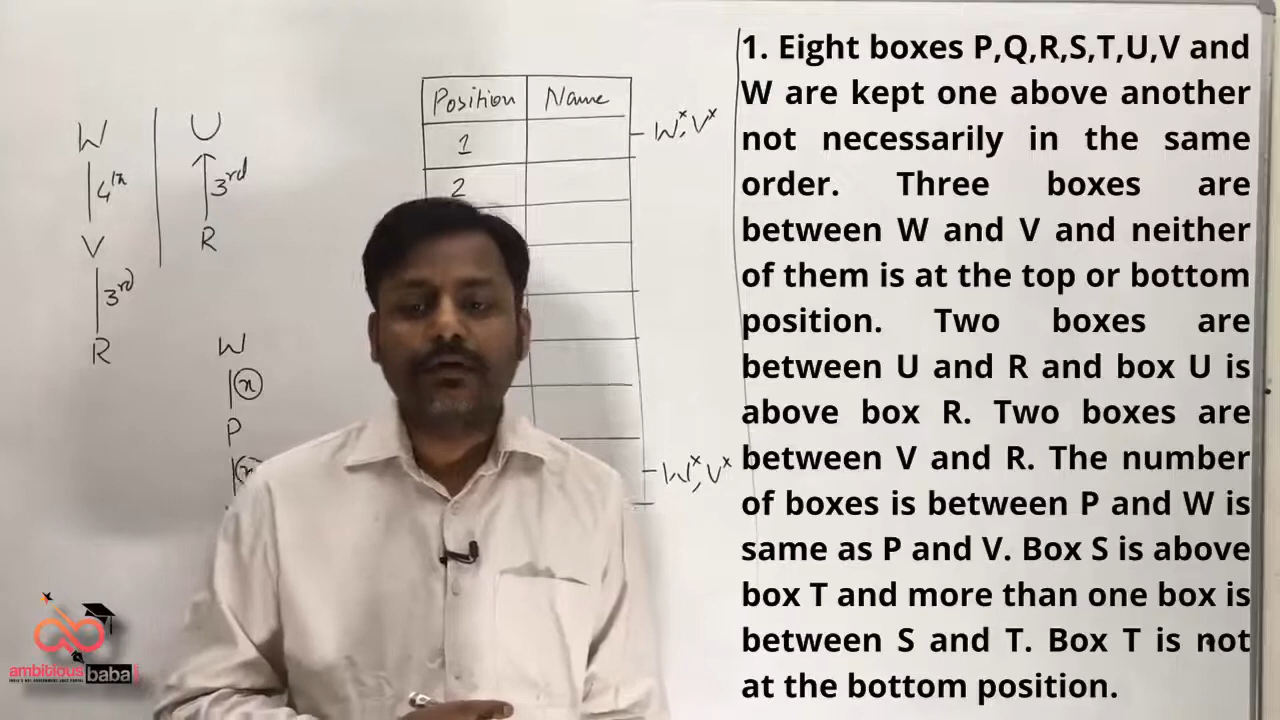 W
4th
V
3rd
R
U
3rd
R
W
x
P
Position Name
1
2
W×, V×
W×, V×
1. Eight boxes P,Q,R,S,T,U,V and
W are kept one above another
not necessarily in the same
order. Three boxes are
between W and V and neither
of them is at the top or bottom
position. Two boxes are
between U and R and box U is
above box R. Two boxes are
between V and R. The number
of boxes is between P and W is
same as P and V. Box S is above
box T and more than one box is
between S and T. Box T is not
at the bottom position.
ambitiousbaba